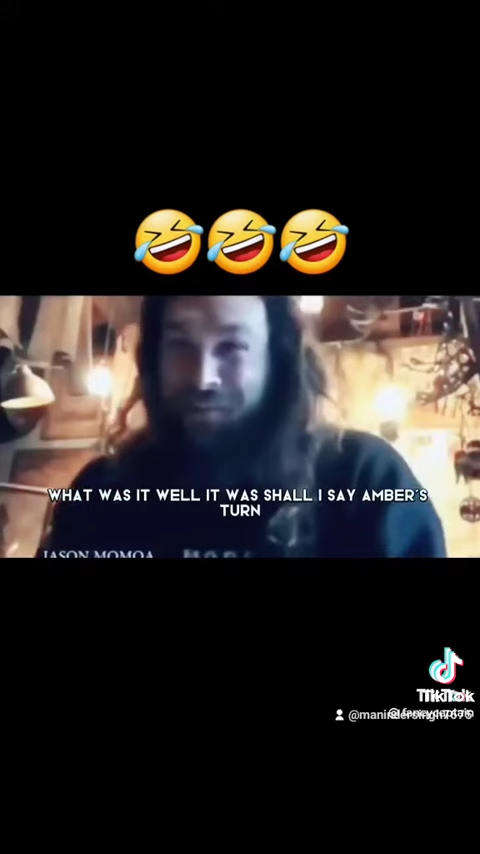 WHAT WAS IT WELL IT WAS SHALL I SAY AMBER'S
TURN
JASON MOMOA
TikTok